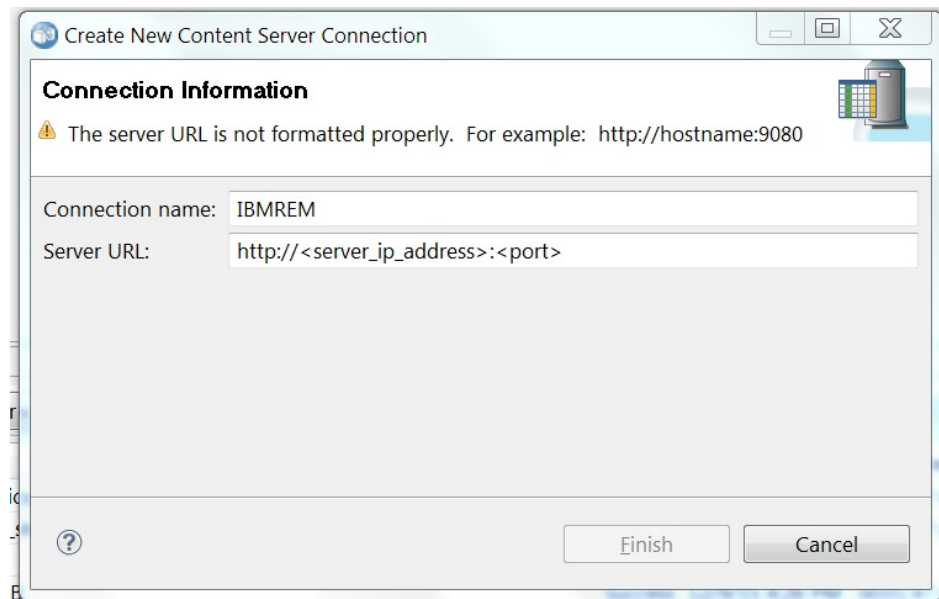 Create New Content Server Connection
Connection Information
The server URL is not formatted properly. For example: http://hostname:9080
Connection name: IBMREM
Server URL: http://<server_ip_address>:<port>
Finish
Cancel